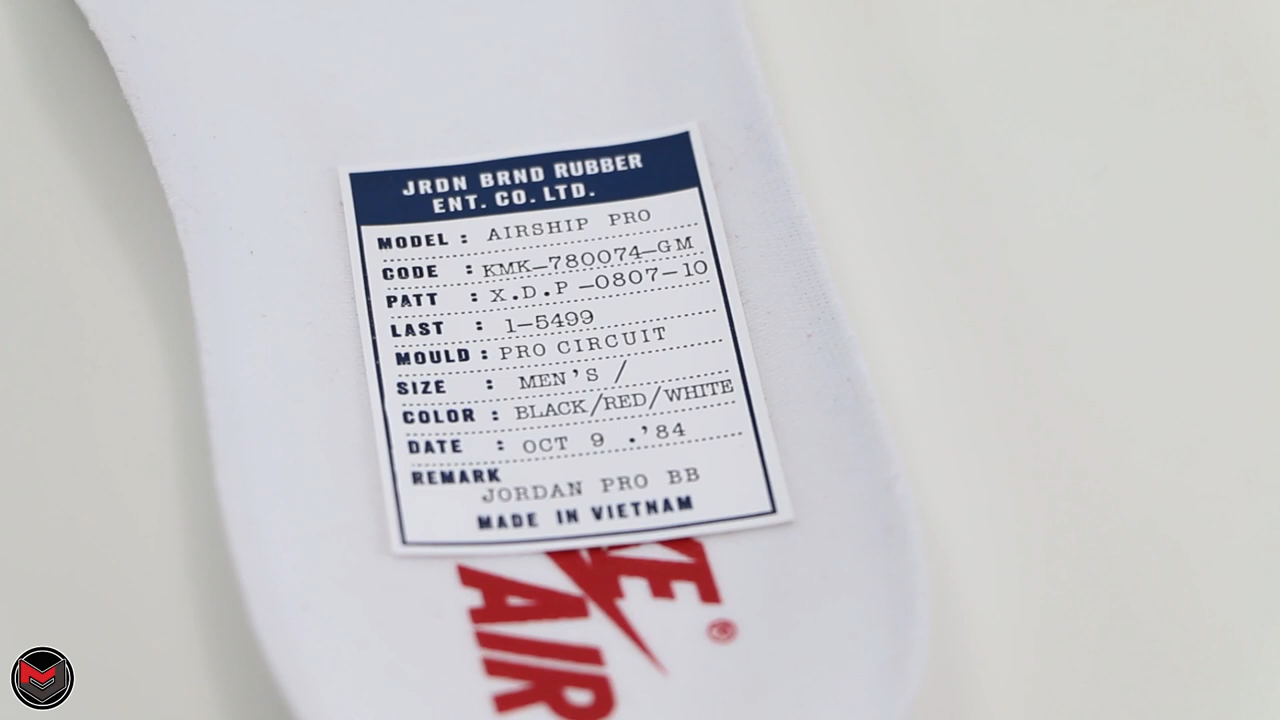 JRDN BRND RUBBER
ENT. CO. LTD.
MODEL : AIRSHIP PRO
CODE : KMK-780074-GM
PATT : X.D.P -0807-10
LAST : 1-5499
MOULD : PRO CIRCUIT
SIZE : MEN'S /
COLOR : BLACK/RED/WHITE
DATE : OCT 9 .'84
REMARK
JORDAN PRO BB
MADE IN VIETNAM
KE ®
AIR